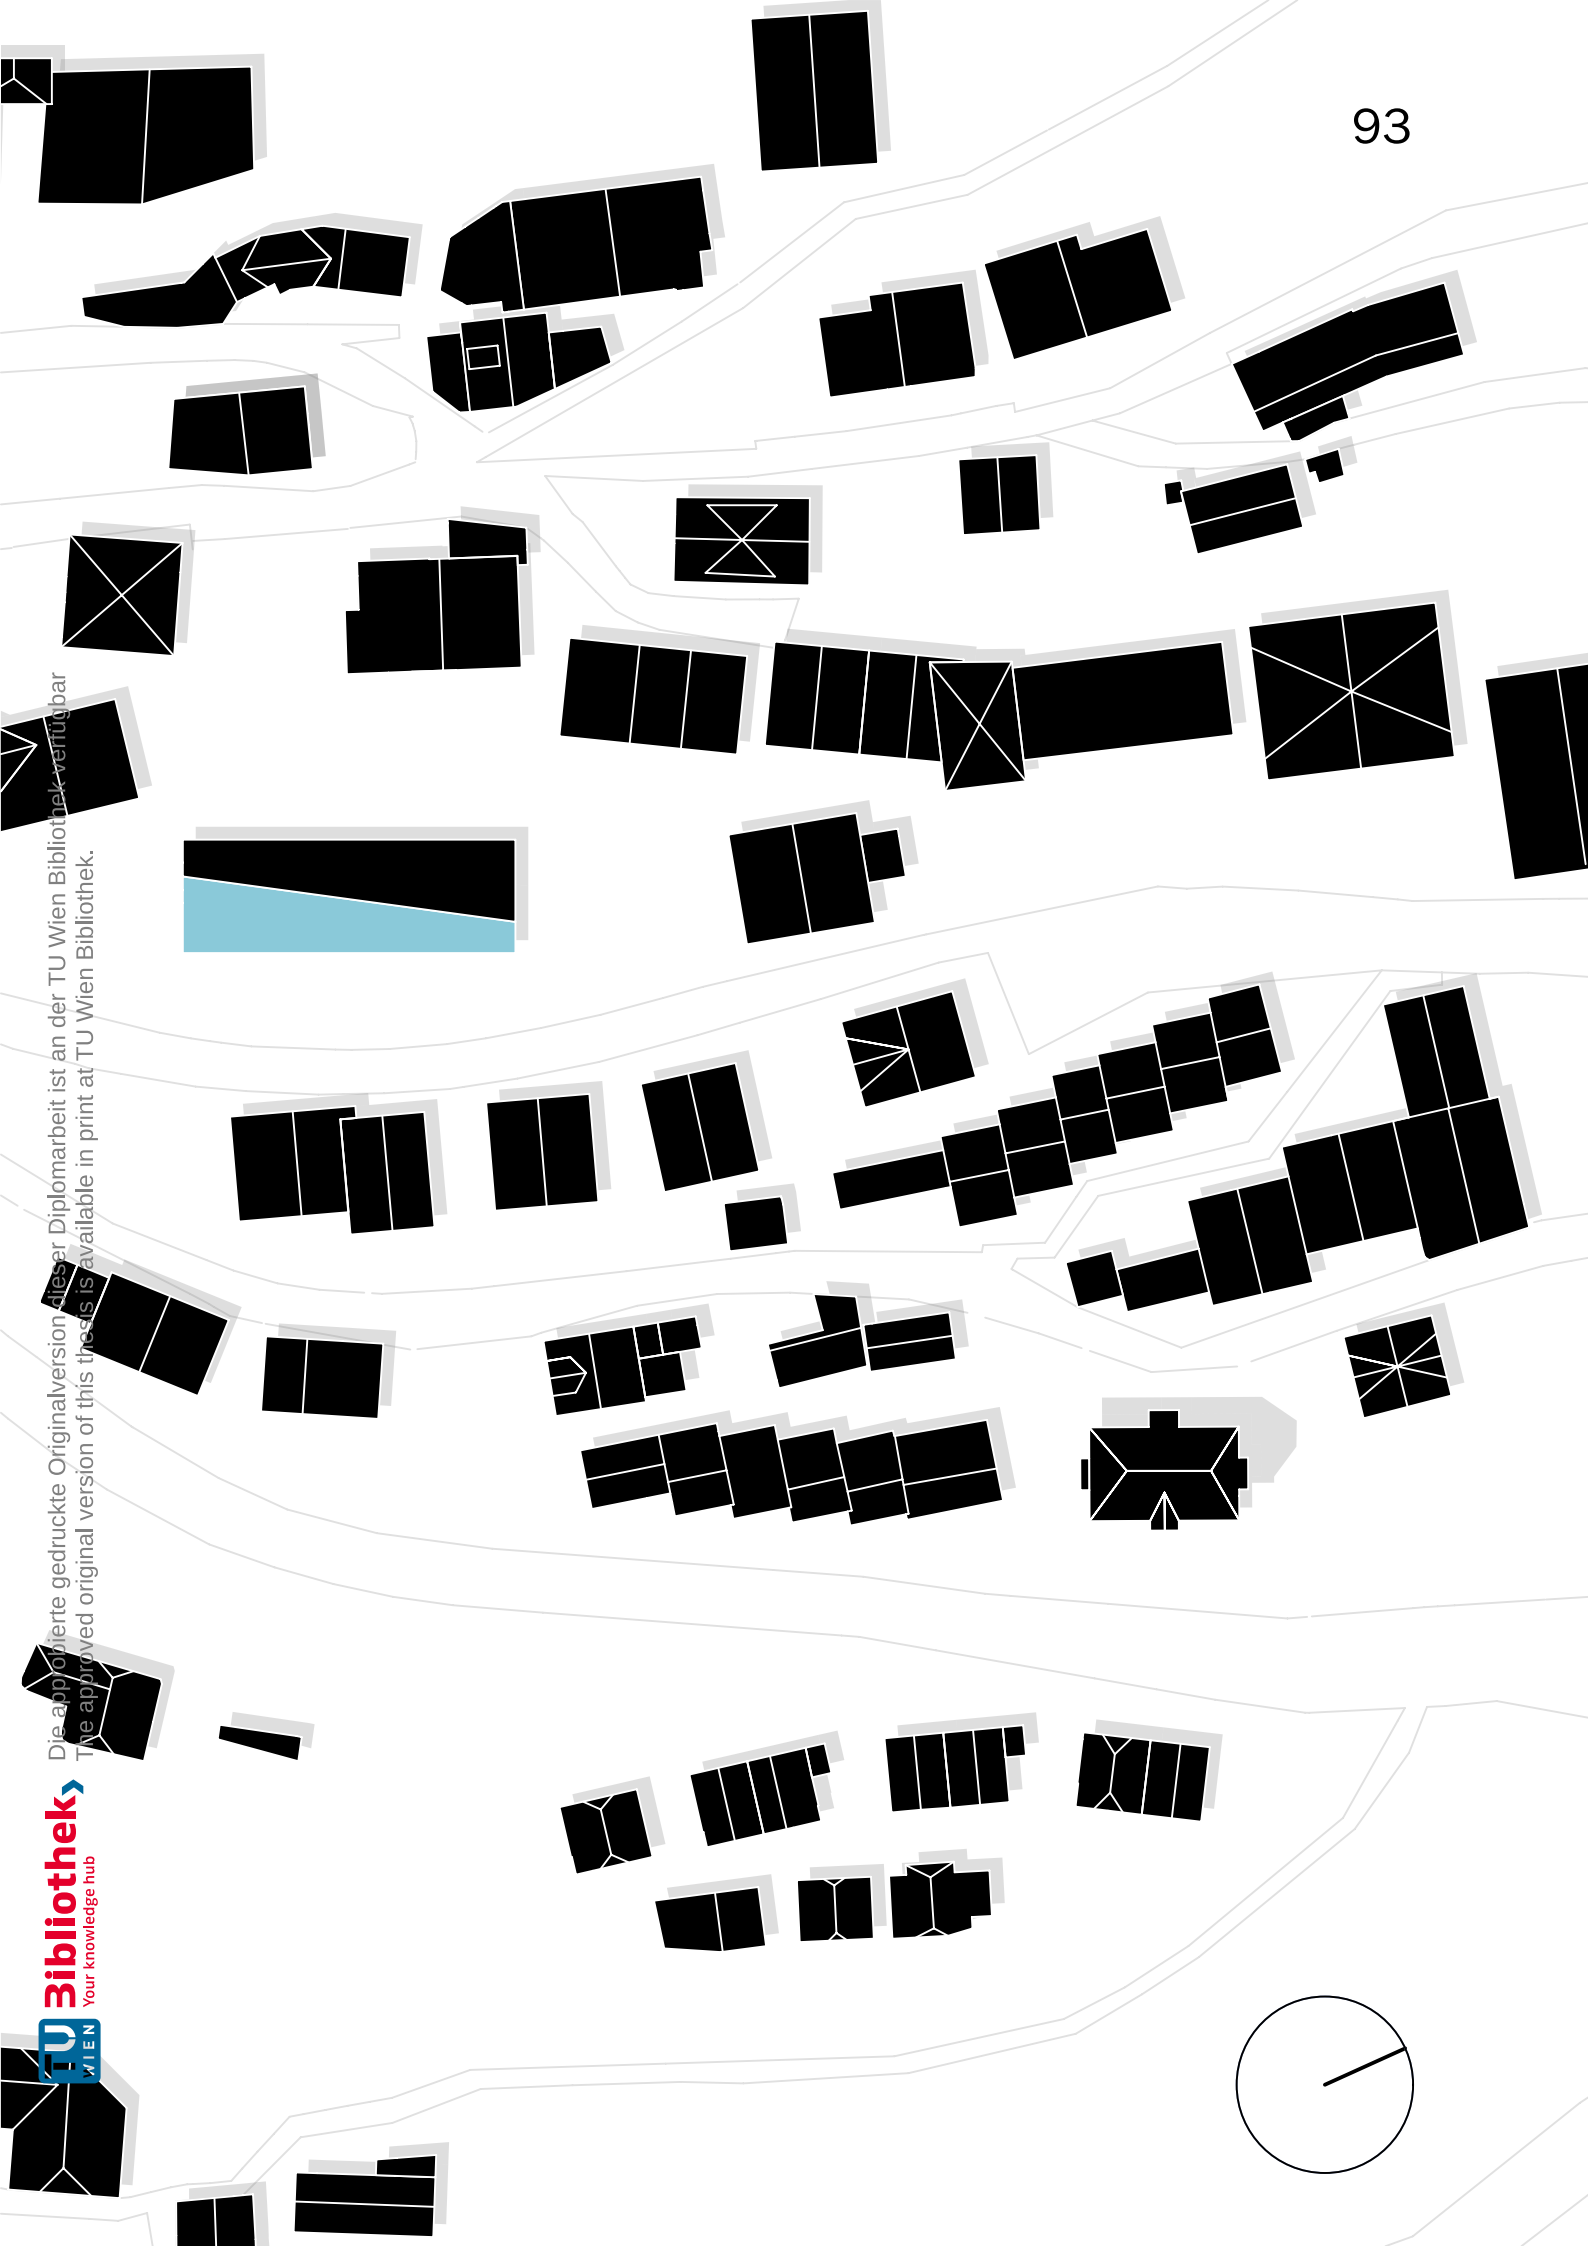 93
Die approbierte gedruckte Originalversion dieser Diplomarbeit ist an der TU Wien Bibliothek verfügbar
The approved original version of this thesis is available in print at TU Wien Bibliothek.
Bibliothek
Your knowledge hub
TU
WIEN